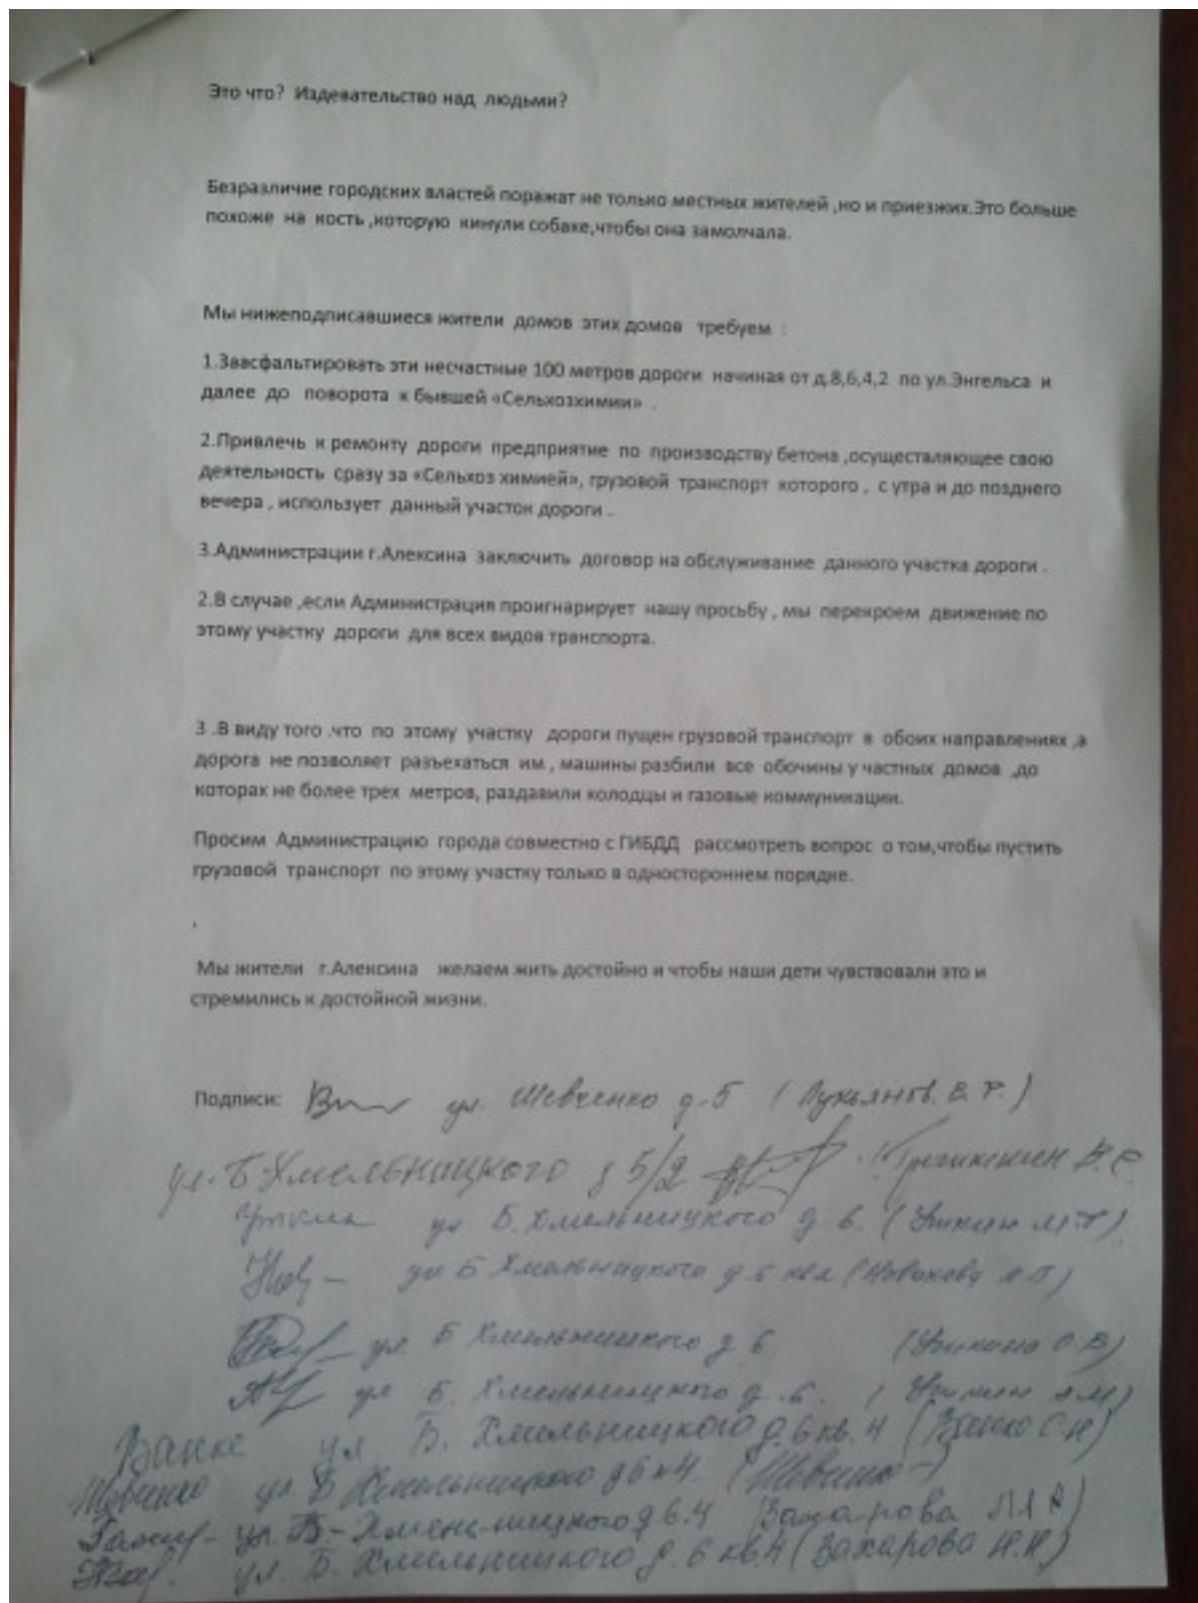 Это что? Издевательство над людьми?
Безразличие городских властей поражат не только местных жителей ,но и приезжих.Это больше
похоже на кость ,которую кинули собаке,чтобы она замолчала.
Мы нижеподписавшиеся жители домов этих домов требуем :
1.Заасфальтировать эти несчастные 100 метров дороги начиная от д.8,6,4,2 по ул.Энгельса и
далее до поворота к бывшей «Сельхозхимии» .
2.Привлечь к ремонту дороги предприятие по производству бетона ,осуществляющее свою
деятельность сразу за «Сельхоз химией», грузовой транспорт которого , с утра и до позднего
вечера , использует данный участок дороги .
3.Администрации г.Алексина заключить договор на обслуживание данного участка дороги .
2.В случае ,если Администрация проигнарирует нашу просьбу , мы перекроем движение по
этому участку дороги для всех видов транспорта.
3 .В виду того .что по этому участку дороги пущен грузовой транспорт в обоих направлениях ,а
дорога не позволяет разъехаться им , машины разбили все обочины у частных домов ,до
которах не более трех метров, раздавили колодцы и газовые коммуникации.
Просим Администрацию города совместно с ГИБДД рассмотреть вопрос о том,чтобы пустить
грузовой транспорт по этому участку только в одностороннем порядке.
.
Мы жители г.Алексина желаем жить достойно и чтобы наши дети чувствовали это и
стремились к достойной жизни.
Подписи: ул. Шевченко д.5 (Лукьянов. В. Р.)
ул. Б. Хмельницкого д 5/2
ул Б. Хмельницкого д 6. (Уткин М.П)
ул Б Хмельницкого д.6
ул. Б Хмельницкого д 6 (Уткина О.В)
ул Б. Хмельницкого д .6. (Уткин А.М)
Ванке ул Б. Хмельницкого д.6 кв.4
ул. Б Хмельницкого д6 к4.
ул. Б- Хмельницкого д 6.4 Захарова
ул. Б. Хмельницкого д. 6 кв.4 (Захарова Н.Н)